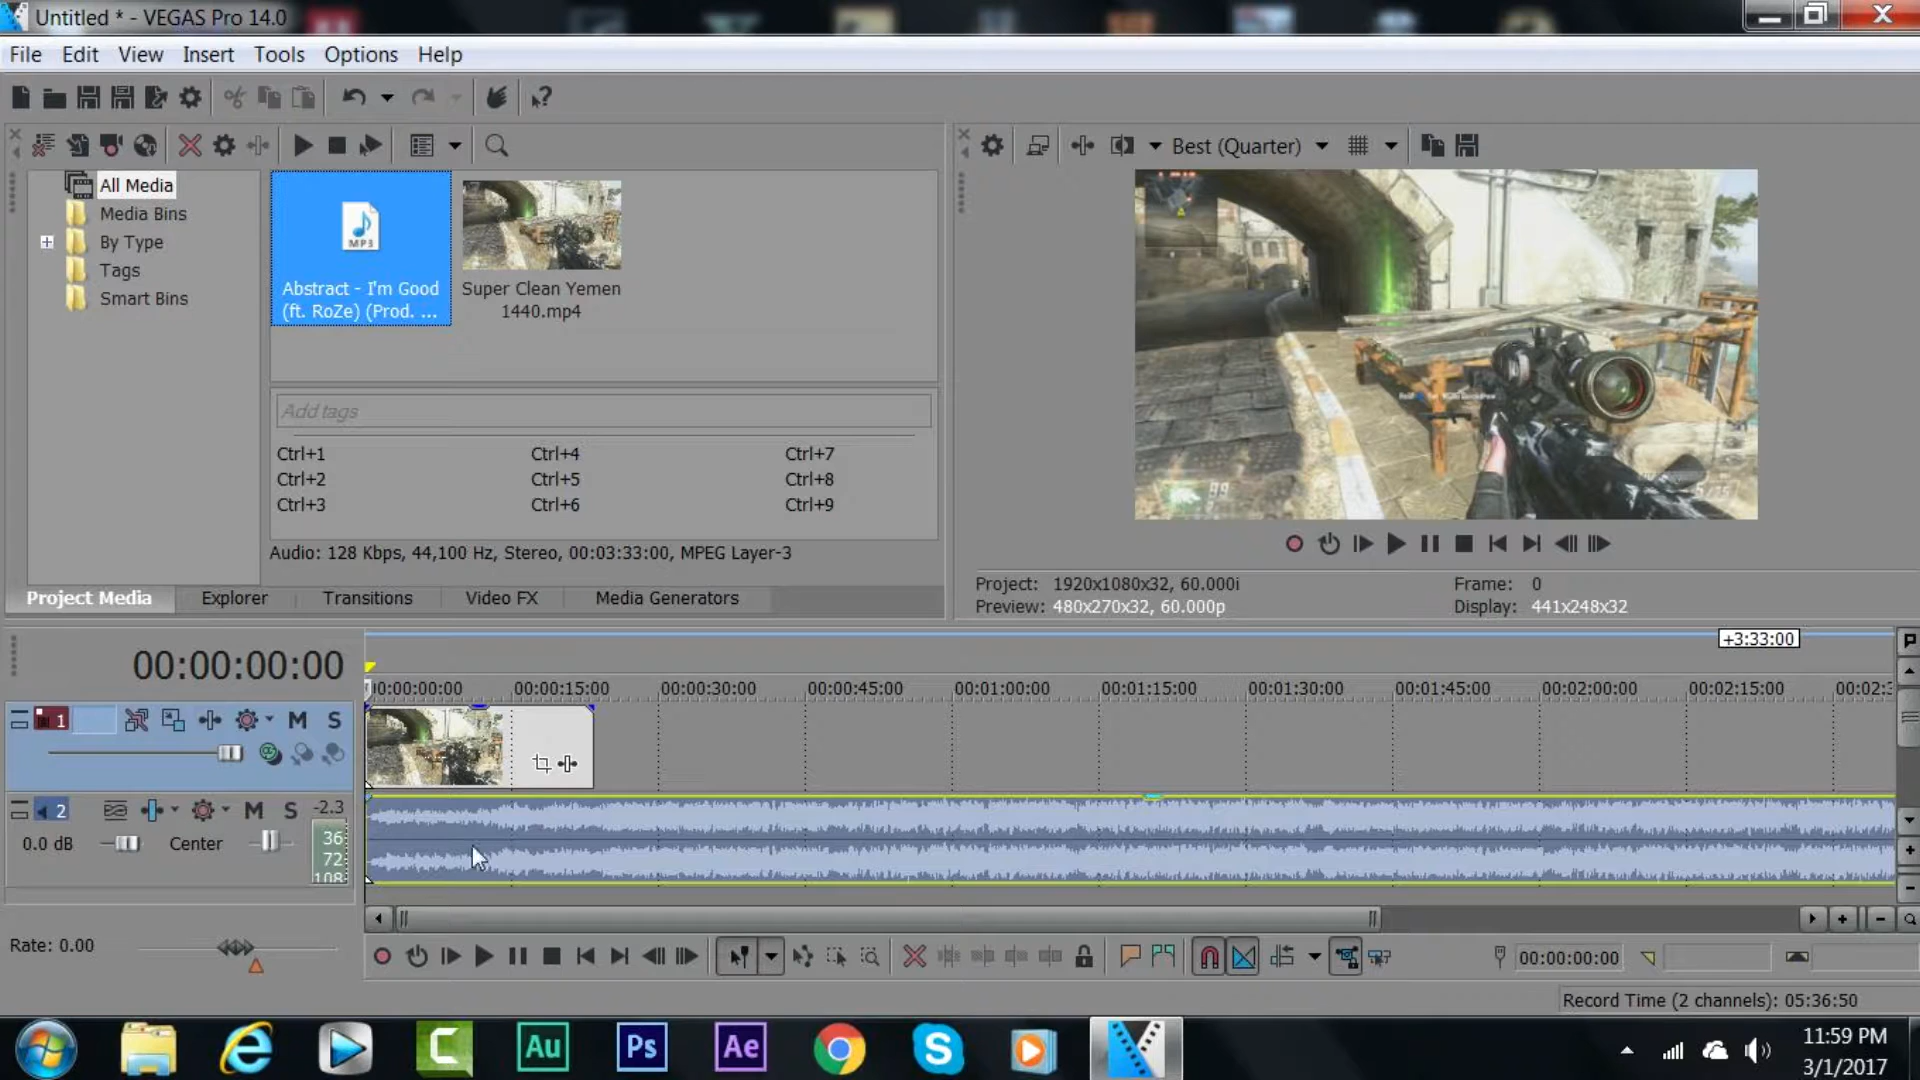 Untitled * - VEGAS Pro 14.0
File Edit View Insert Tools Options Help
Best (Quarter)
All Media
Media Bins
By Type
Tags
Smart Bins
MP3
Abstract - I'm Good
(ft. RoZe) (Prod. ...
Super Clean Yemen
1440.mp4
Add tags
Ctrl+1 Ctrl+4 Ctrl+7
Ctrl+2 Ctrl+5 Ctrl+8
Ctrl+3 Ctrl+6 Ctrl+9
Audio: 128 Kbps, 44,100 Hz, Stereo, 00:03:33:00, MPEG Layer-3
Project Media Explorer Transitions Video FX Media Generators
99
Project: 1920x1080x32, 60.000i Frame: 0
Preview: 480x270x32, 60.000p Display: 441x248x32
+3:33:00
00:00:00:00
00:00:00 00:00:15:00 00:00:30:00 00:00:45:00 00:01:00:00 00:01:15:00 00:01:30:00 00:01:45:00 00:02:00:00 00:02:15:00 00:02:3
1 M S
2 M S -2.3
0.0 dB Center 36
72
108
Rate: 0.00
00:00:00:00
Record Time (2 channels): 05:36:50
C Au Ps Ae S
11:59 PM
3/1/2017